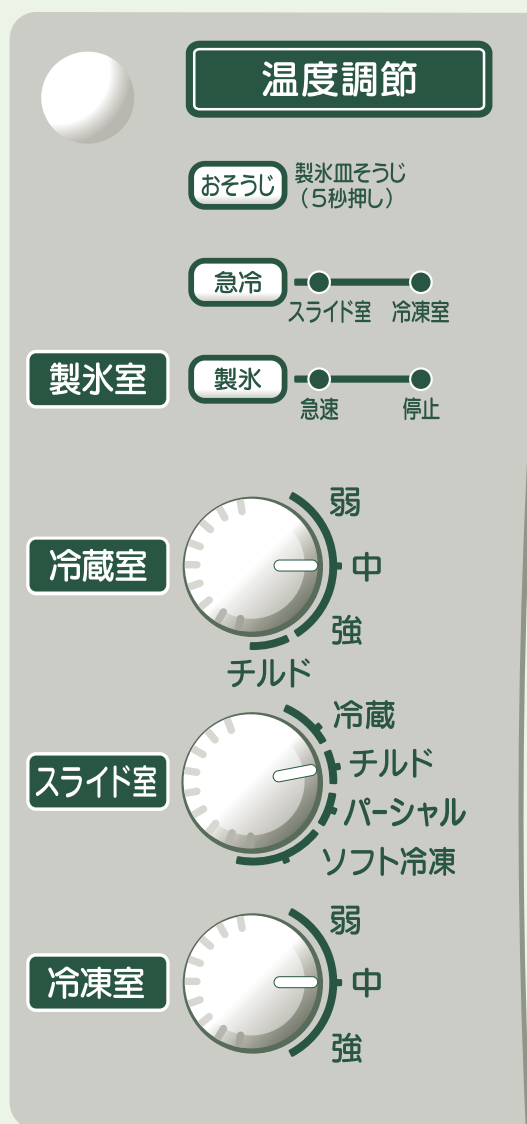 温度調節
おそうじ
製氷皿そうじ
(5秒押し)
急冷
スライド室 冷凍室
製氷室
製氷
急速 停止
冷蔵室
弱
中
強
チルド
スライド室
冷蔵
チルド
パーシャル
ソフト冷凍
冷凍室
弱
中
強